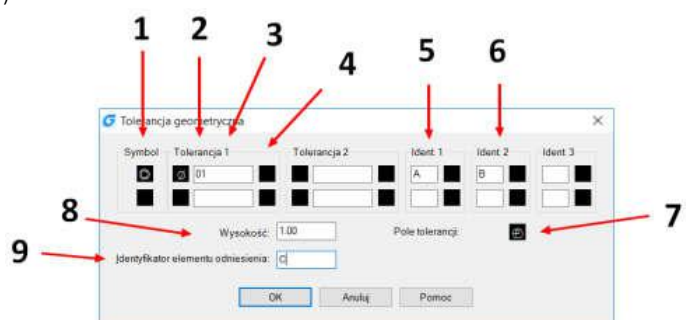 )
1 2 3 4 5 6
Tolerancja geometryczna
Symbol Tolerancja 1 Tolerancja 2 Ident. 1 Ident. 2 Ident. 3
⌀ 01 A B
8 Wysokość: 1.00 Pole tolerancji: Ⓟ 7
9 Identyfikator elementu odniesienia: C
OK Anuluj Pomoc